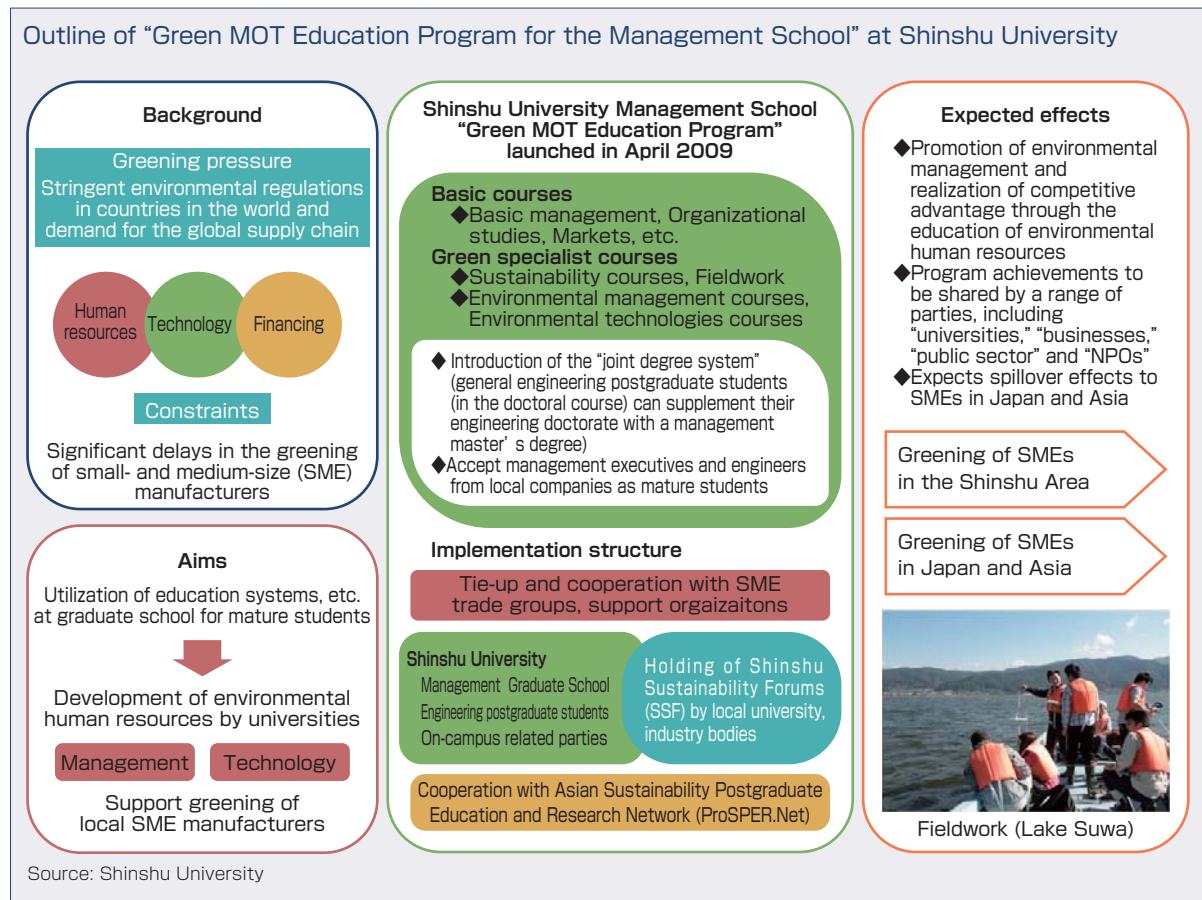 Outline of “Green MOT Education Program for the Management School” at Shinshu University
Background
Greening pressure
Stringent environmental regulations
in countries in the world and
demand for the global supply chain
Human
resources
Technology
Financing
Constraints
Significant delays in the greening
of small- and medium-size (SME)
manufacturers
Aims
Utilization of education systems, etc.
at graduate school for mature students
Development of environmental
human resources by universities
Management
Technology
Support greening of
local SME manufacturers
Shinshu University Management School
“Green MOT Education Program”
launched in April 2009
Basic courses
◆Basic management, Organizational
studies, Markets, etc.
Green specialist courses
◆Sustainability courses, Fieldwork
◆Environmental management courses,
Environmental technologies courses
◆ Introduction of the “joint degree system”
(general engineering postgraduate students
(in the doctoral course) can supplement their
engineering doctorate with a management
master’ s degree)
◆Accept management executives and engineers
from local companies as mature students
Implementation structure
Tie-up and cooperation with SME
trade groups, support orgaizaitons
Shinshu University
Management Graduate School
Engineering postgraduate students
On-campus related parties
Holding of Shinshu
Sustainability Forums
(SSF) by local university,
industry bodies
Cooperation with Asian Sustainability Postgraduate
Education and Research Network (ProSPER.Net)
Expected effects
◆Promotion of environmental
management and
realization of competitive
advantage through the
education of environmental
human resources
◆Program achievements to
be shared by a range of
parties, including
“universities,” “businesses,”
“public sector” and “NPOs”
◆Expects spillover effects to
SMEs in Japan and Asia
Greening of SMEs
in the Shinshu Area
Greening of SMEs
in Japan and Asia
Fieldwork (Lake Suwa)
Source: Shinshu University